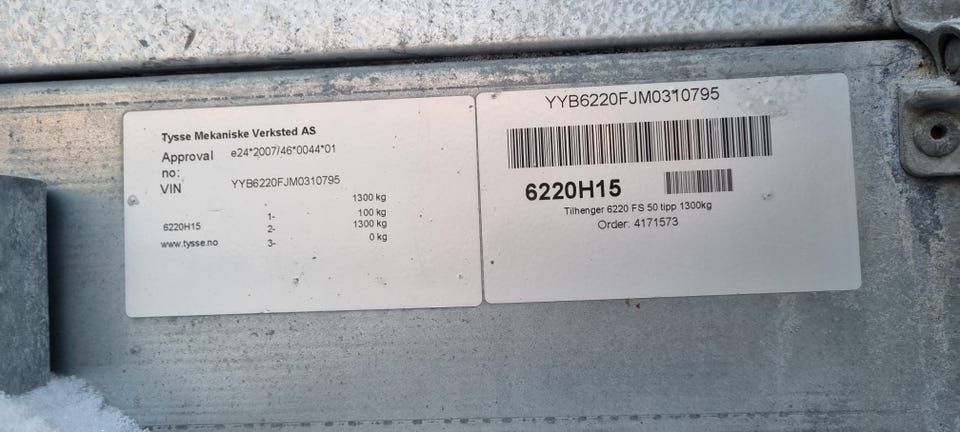 Tysse Mekaniske Verksted AS
Approval no: e24*2007/46*0044*01
VIN YYB6220FJM0310795
1300 kg
1- 100 kg
6220H15 2- 1300 kg
www.tysse.no 3- 0 kg
YYB6220FJM0310795
6220H15
Tilhenger 6220 FS 50 tipp 1300kg
Order: 4171573